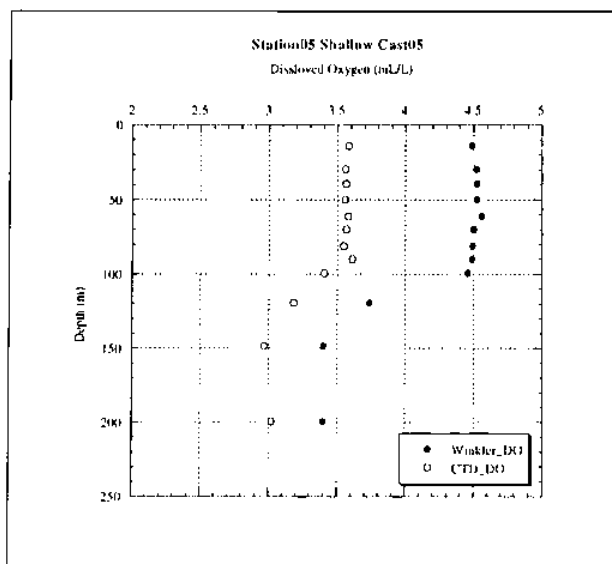 Station05 Shallow Cast05
Dissloved Oxygen (mL/L)
2 2.5 3 3.5 4 4.5 5
0
50
100
150
200
250
Depth (m)
Winkler_DO
CTD_DO